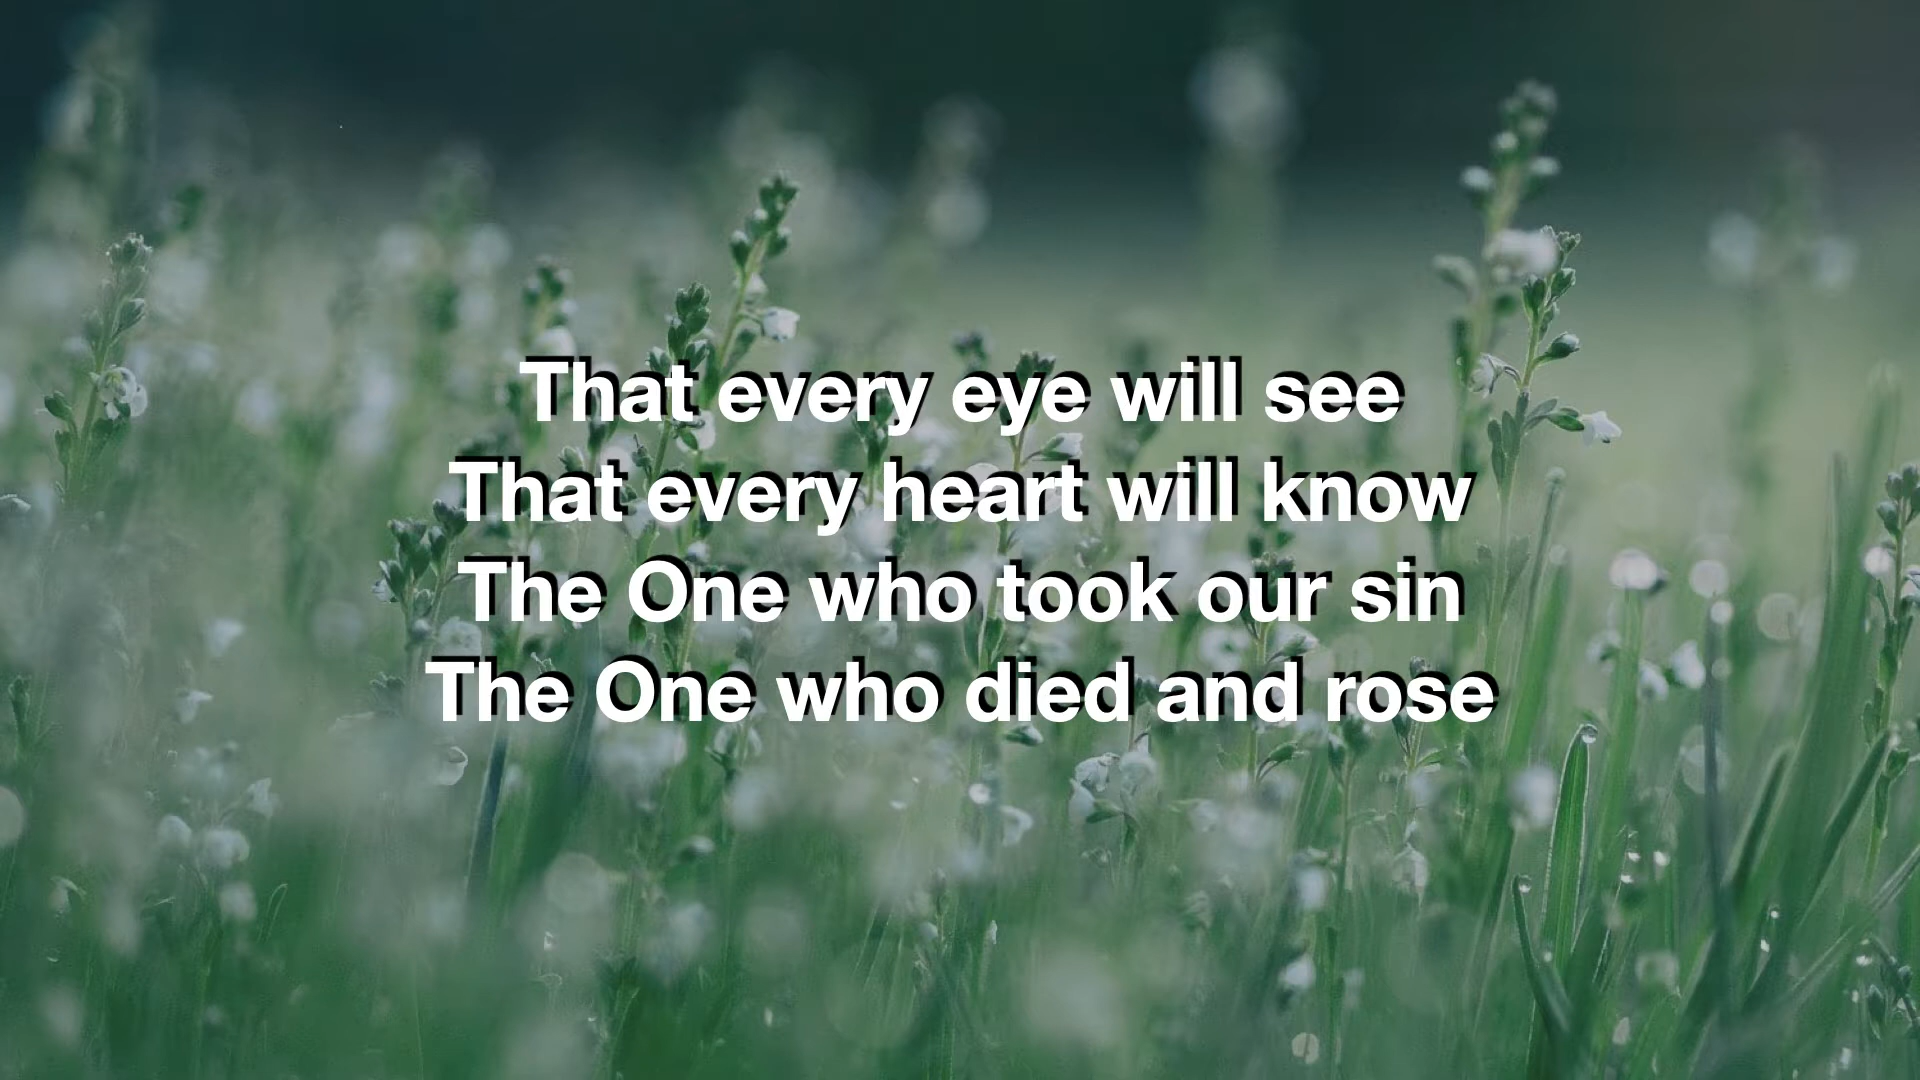 That every eye will see
That every heart will know
The One who took our sin
The One who died and rose